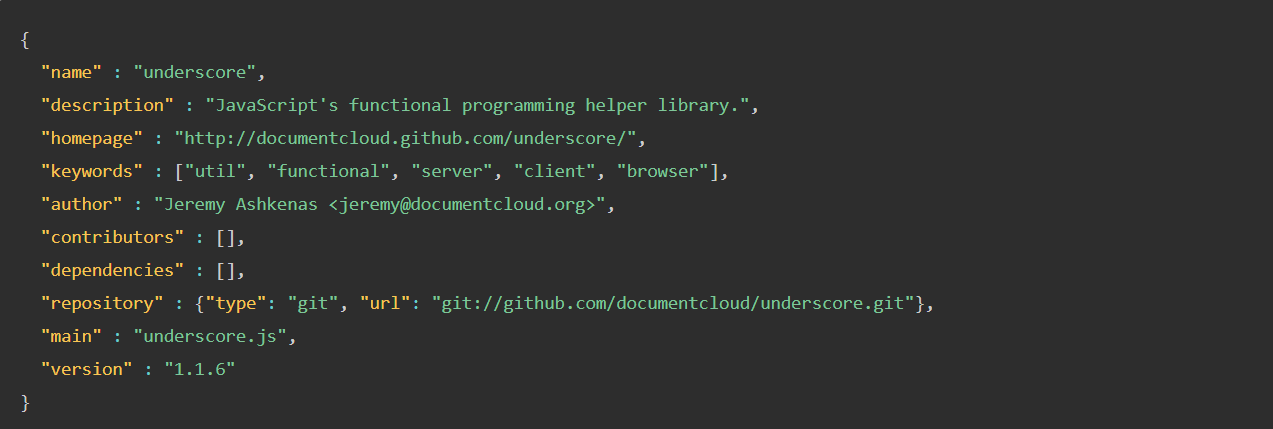 {
  "name" : "underscore",
  "description" : "JavaScript's functional programming helper library.",
  "homepage" : "http://documentcloud.github.com/underscore/",
  "keywords" : ["util", "functional", "server", "client", "browser"],
  "author" : "Jeremy Ashkenas <jeremy@documentcloud.org>",
  "contributors" : [],
  "dependencies" : [],
  "repository" : {"type": "git", "url": "git://github.com/documentcloud/underscore.git"},
  "main" : "underscore.js",
  "version" : "1.1.6"
}